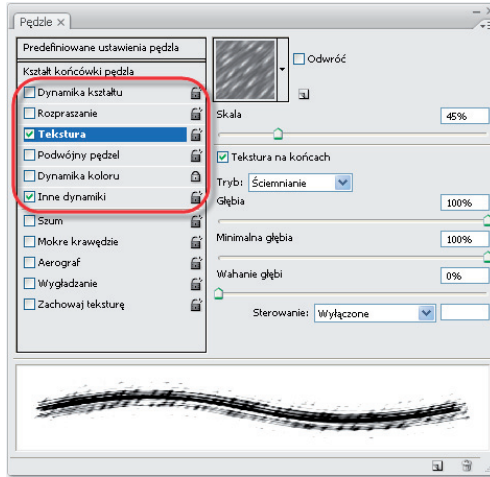 Pędzle ×
Predefiniowane ustawienia pędzla
Kształt końcówki pędzla
Dynamika kształtu
Rozpraszanie
Tekstura
Podwójny pędzel
Dynamika koloru
Inne dynamiki
Szum
Mokre krawędzie
Aerograf
Wygładzanie
Zachowaj teksturę
Odwróć
Skala 45%
Tekstura na końcach
Tryb: Ściemnianie
Głębia 100%
Minimalna głębia 100%
Wahanie głębi 0%
Sterowanie: Wyłączone